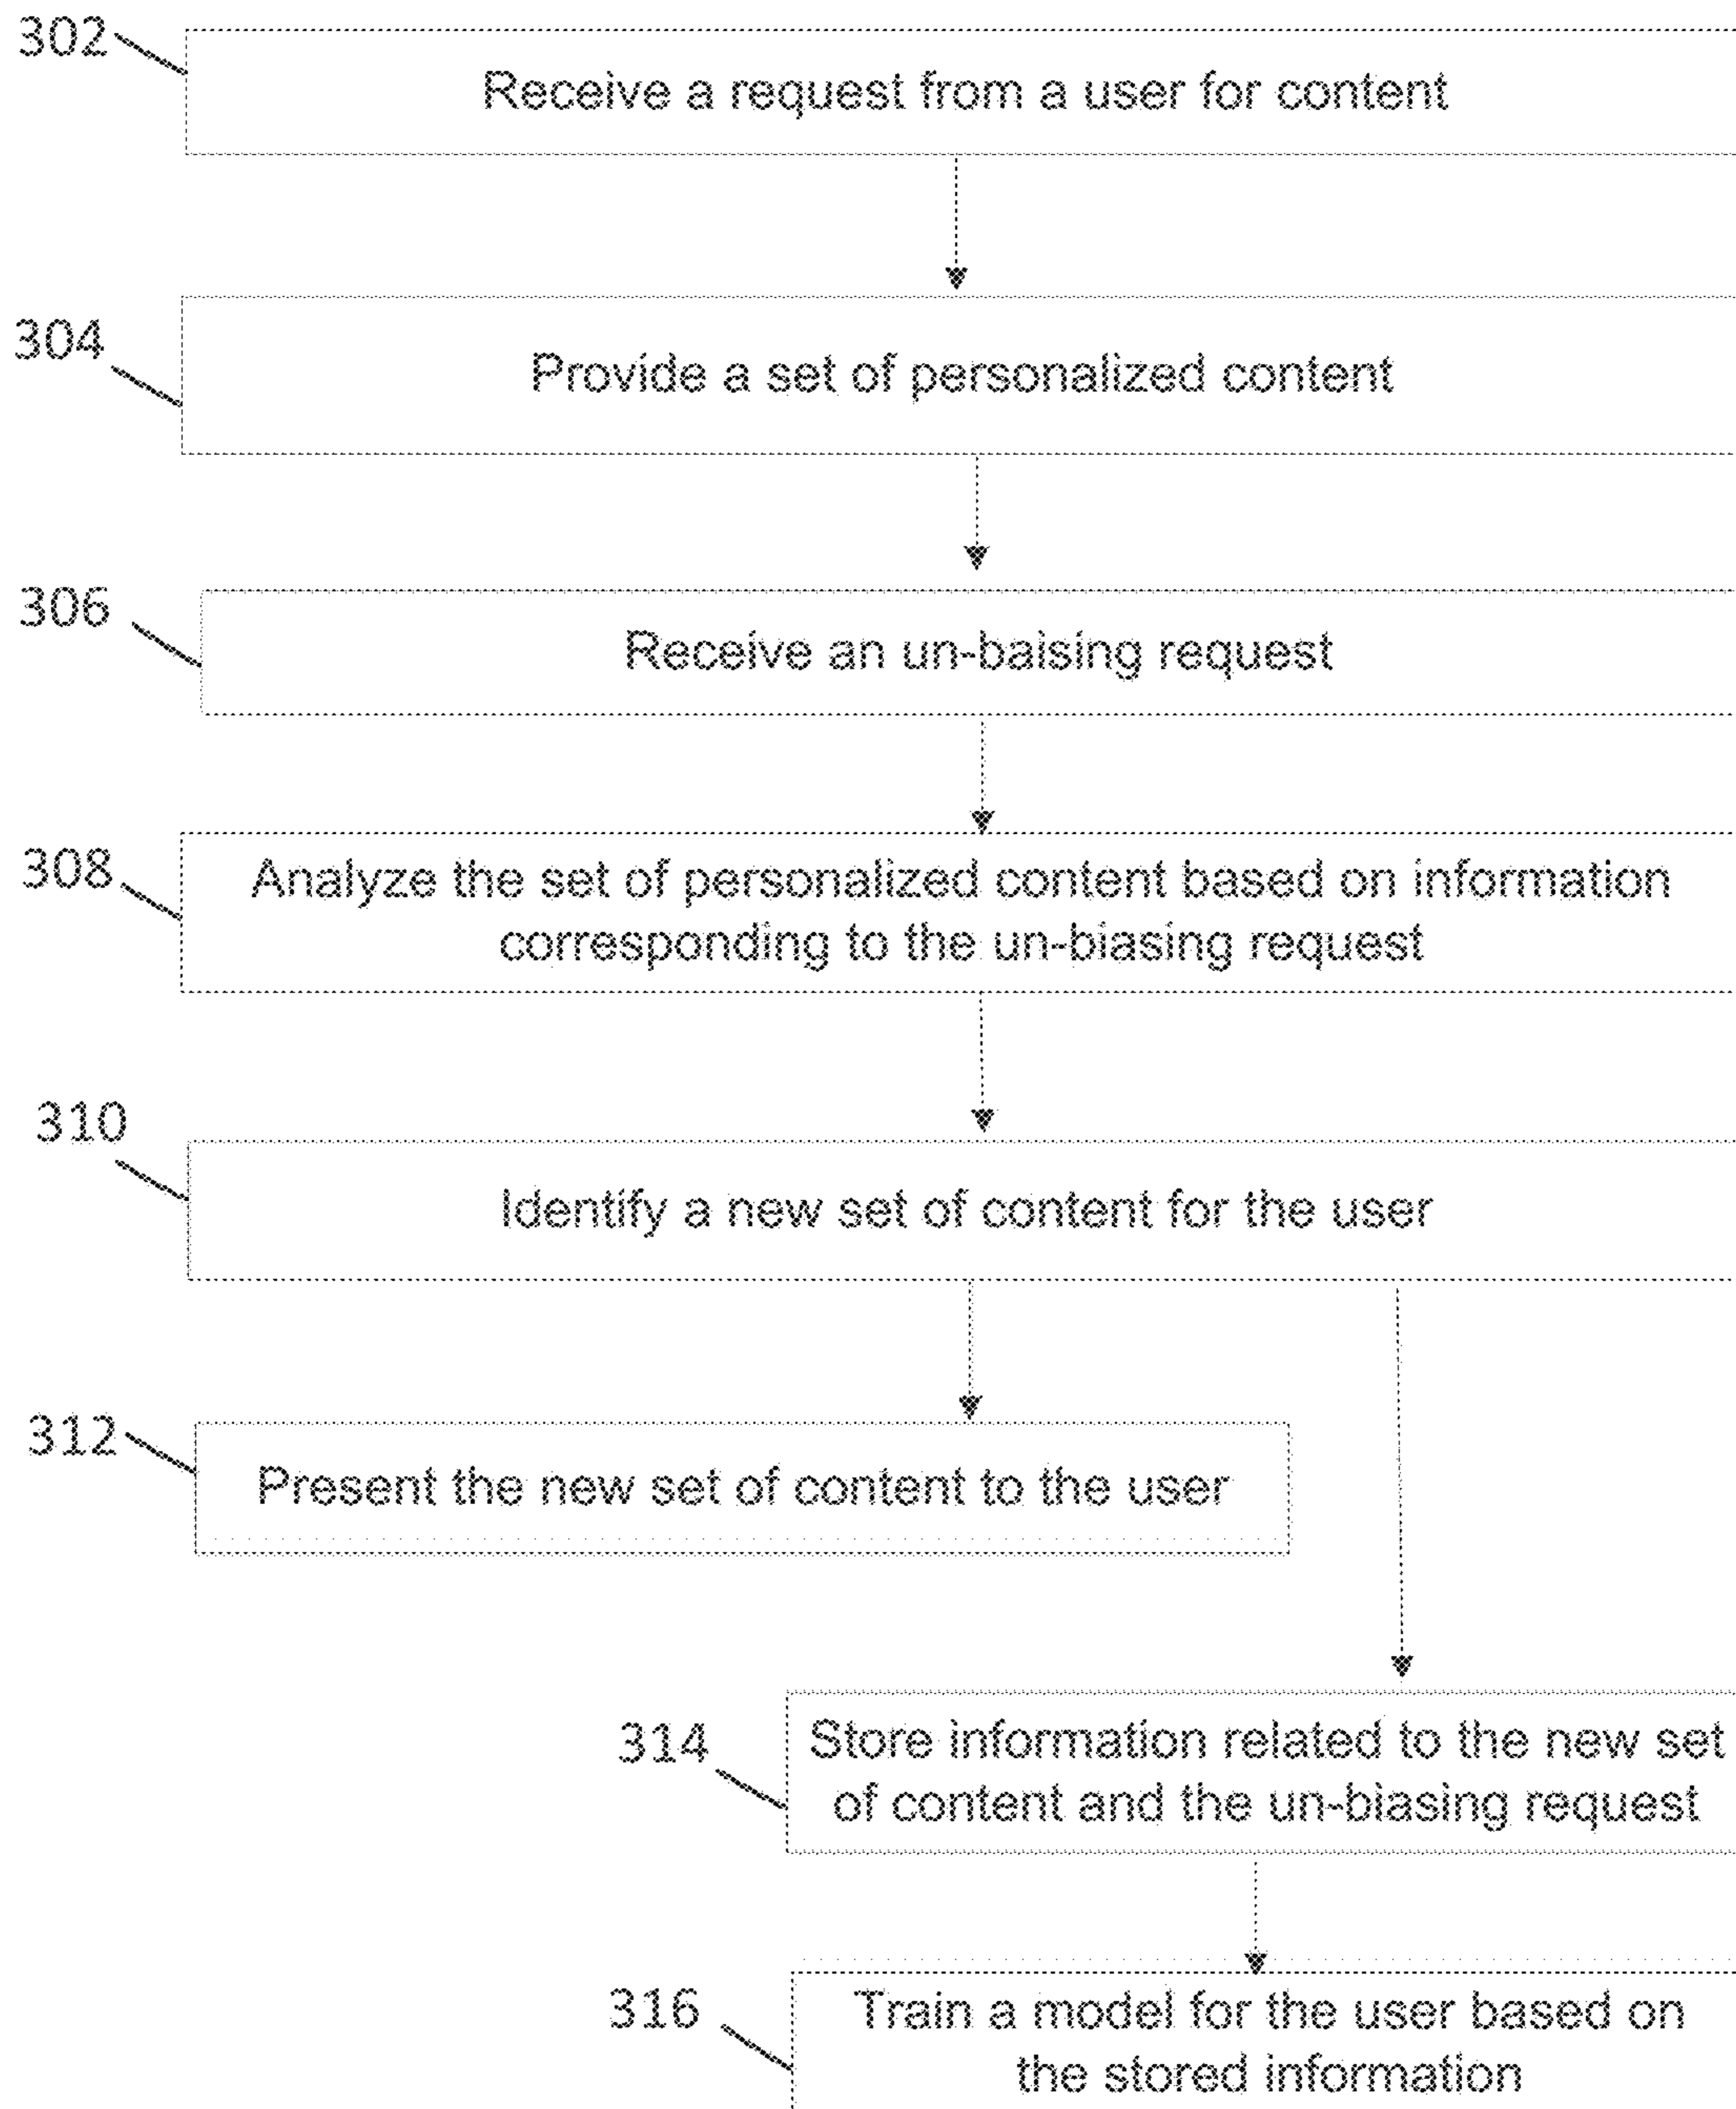 302
Receive a request from a user for content
304
Provide a set of personalized content
306
Receive an un-baising request
308
Analyze the set of personalized content based on information
corresponding to the un-biasing request
310
Identify a new set of content for the user
312
Present the new set of content to the user
314
Store information related to the new set
of content and the un-biasing request
316
Train a model for the user based on
the stored information